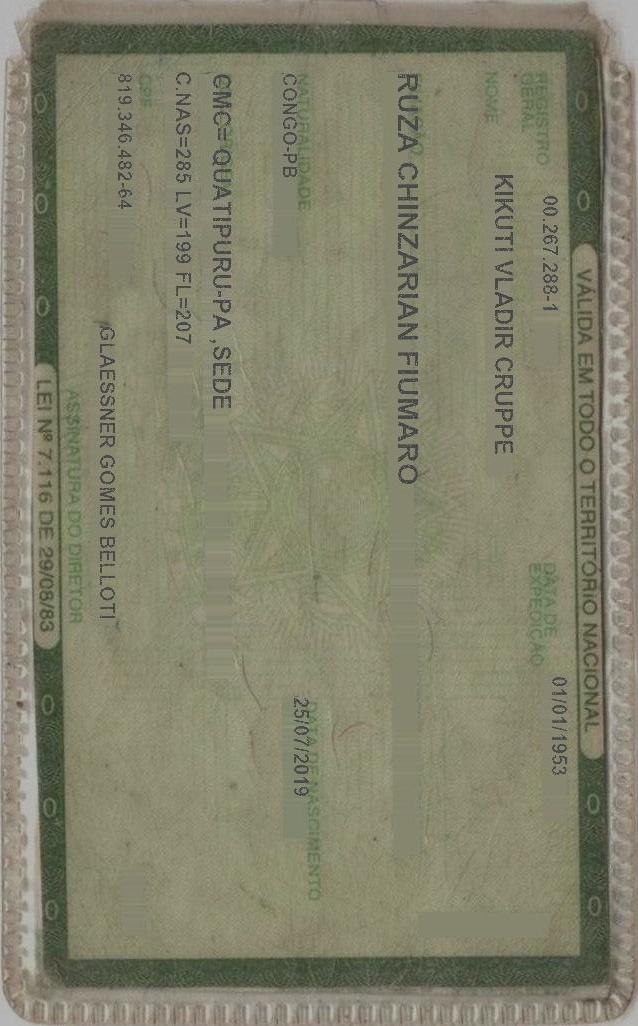 VÁLIDA EM TODO O TERRITÓRIO NACIONAL
REGISTRO GERAL 00.267.288-1 DATA DE EXPEDIÇÃO 01/01/1953
NOME KIKUTI VLADIR CRUPPE
RUZA CHINZARIAN FIUMARO
NATURALIDADE DATA DE NASCIMENTO
CONGO-PB 25/07/2019
CMC=QUATIPURU-PA ,SEDE
C.NAS=285 LV=199 FL=207
CPF
819.346.482-64
GLAESSNER GOMES BELLOTI
ASSINATURA DO DIRETOR
LEI Nº 7.116 DE 29/08/83